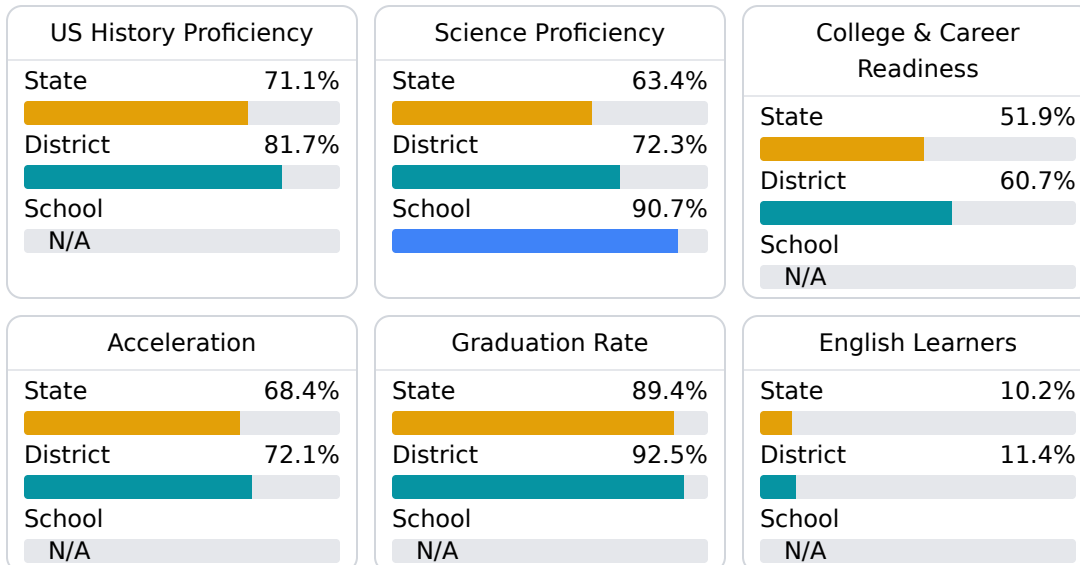 US History Proficiency
State 71.1%
District 81.7%
School
N/A
Science Proficiency
State 63.4%
District 72.3%
School 90.7%
College & Career
Readiness
State 51.9%
District 60.7%
School
N/A
Acceleration
State 68.4%
District 72.1%
School
N/A
Graduation Rate
State 89.4%
District 92.5%
School
N/A
English Learners
State 10.2%
District 11.4%
School
N/A